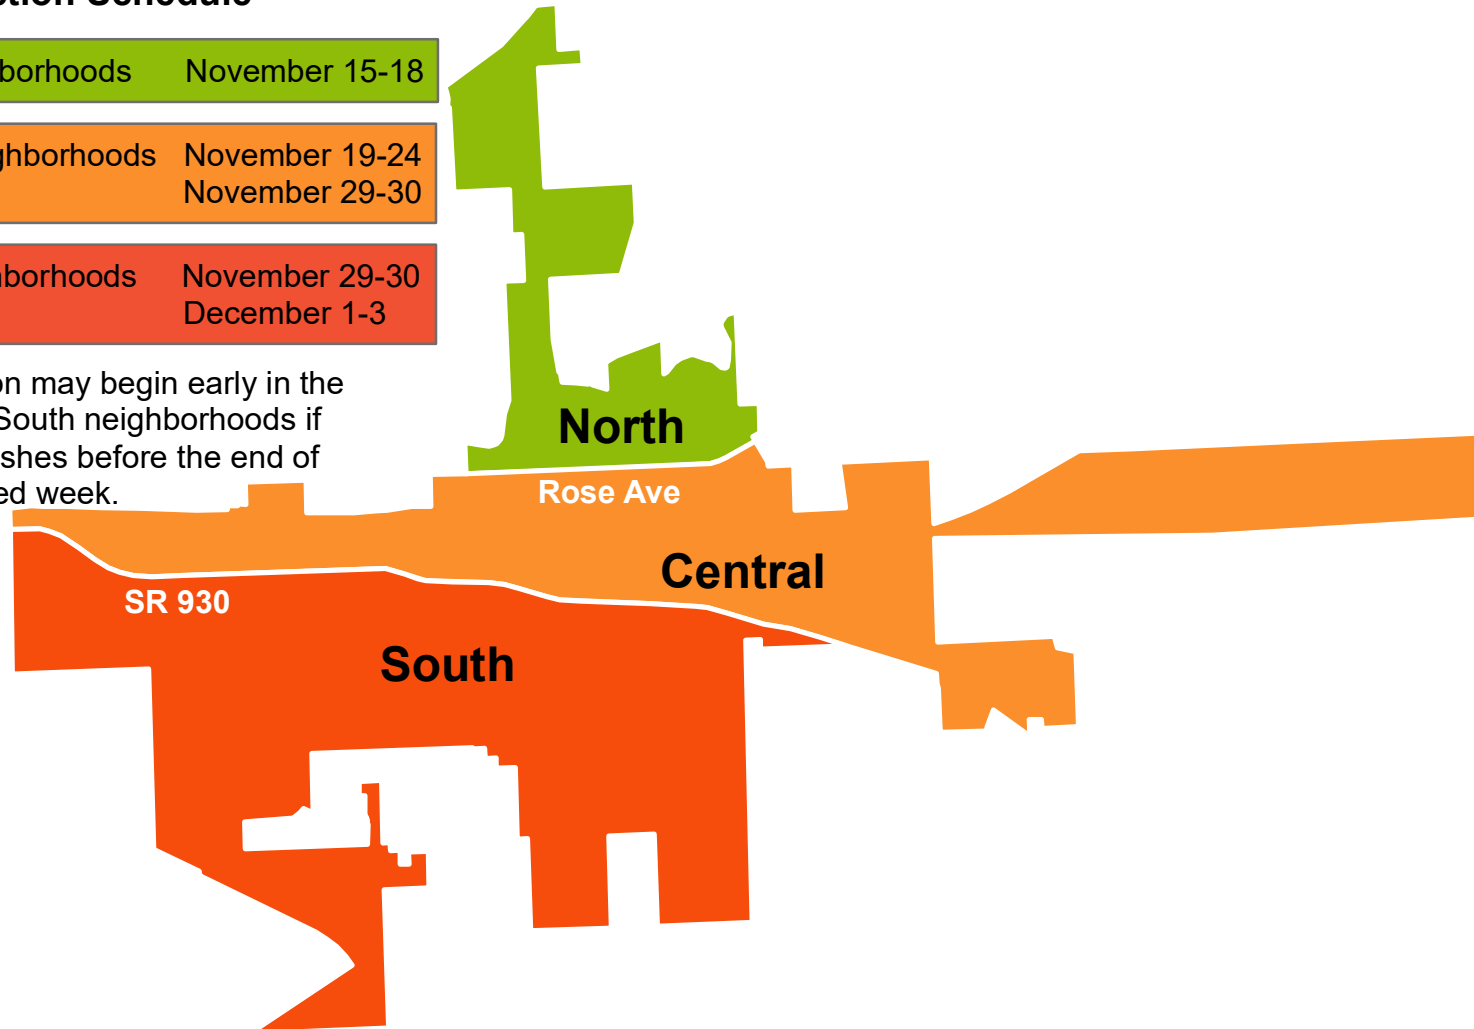 ction Schedule
borhoods November 15-18
ghborhoods November 19-24
November 29-30
borhoods November 29-30
December 1-3
on may begin early in the
South neighborhoods if
shes before the end of
ed week.
North
Rose Ave
Central
SR 930
South